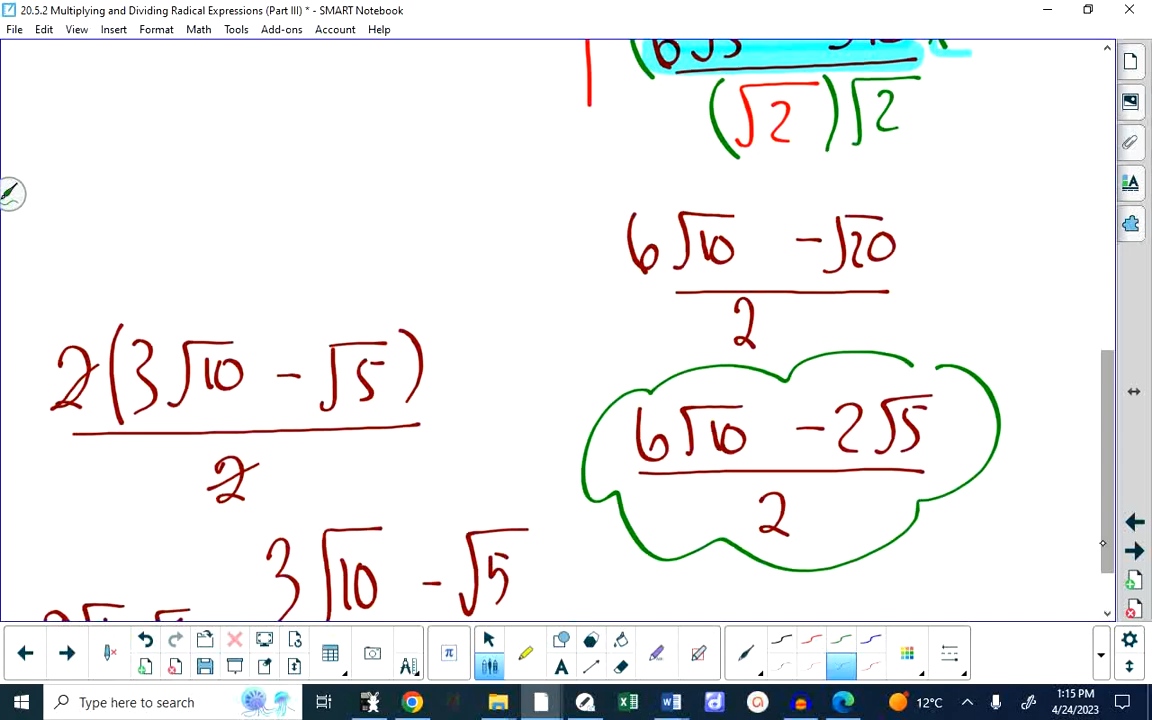 20.5.2 Multiplying and Dividing Radical Expressions (Part III) * - SMART Notebook
File Edit View Insert Format Math Tools Add-ons Account Help
(√2)√2
6√10 - √20
2
2(3√10 - √5)
2
6√10 - 2√5
2
3√10 - √5
π
A
Type here to search
12°C
1:15 PM
4/24/2023